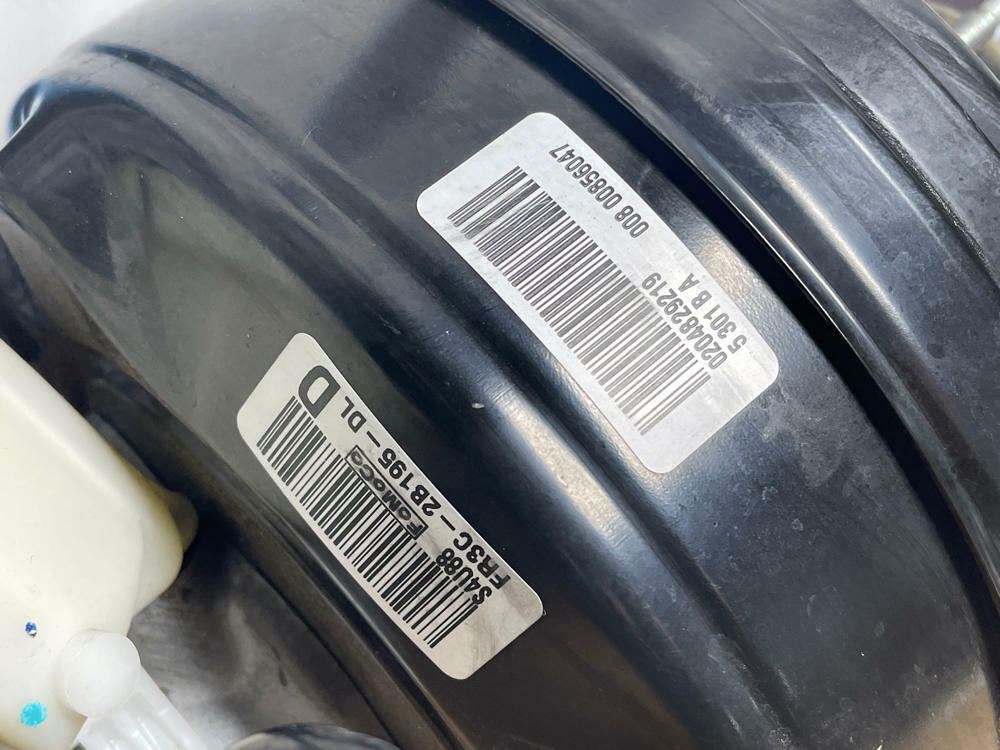 008 00856047
0204829219
5 301 B A
D
S4U88
FoMoCo
FR3C-2B195-DL